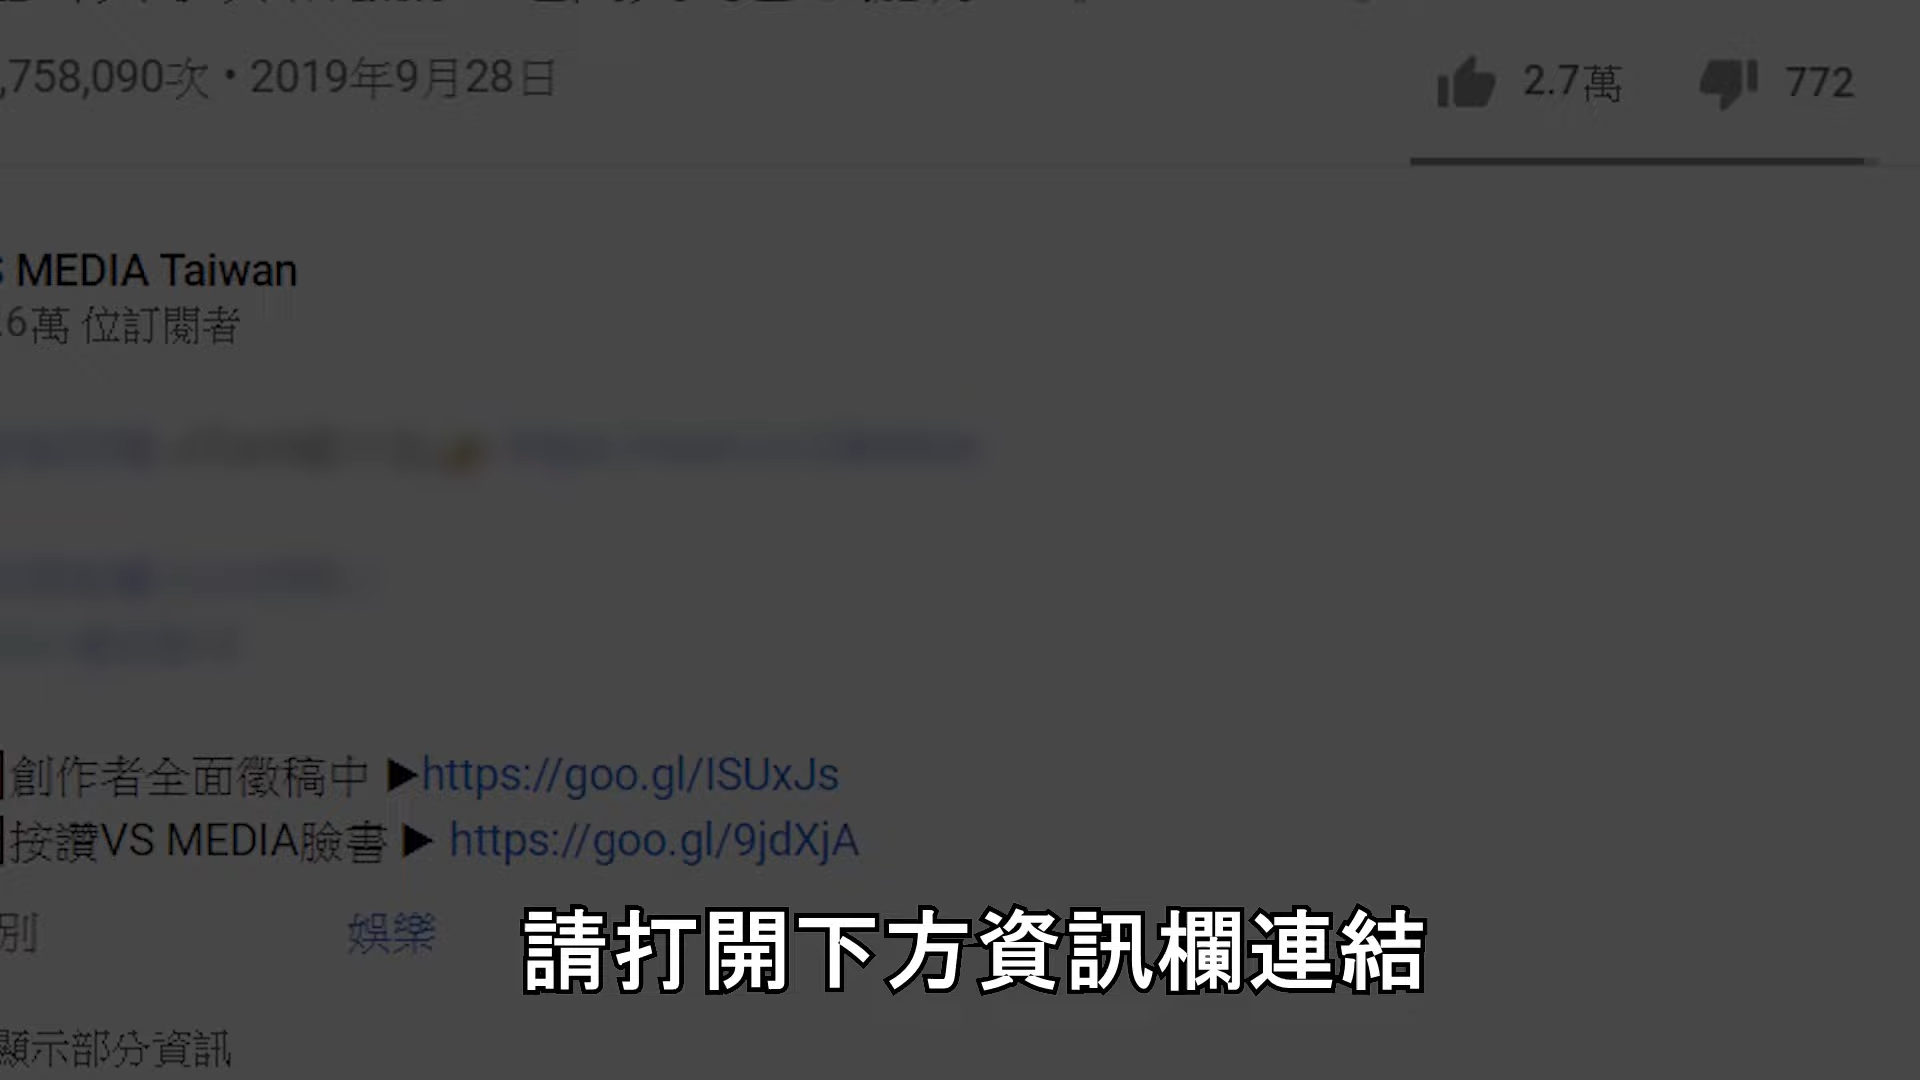 ,758,090次 • 2019年9月28日
2.7萬 772
MEDIA Taiwan
6萬 位訂閱者
創作者全面徵稿中 ▶https://goo.gl/ISUxJs
按讚VS MEDIA臉書 ▶ https://goo.gl/9jdXjA
別 娛樂
請打開下方資訊欄連結
顯示部分資訊